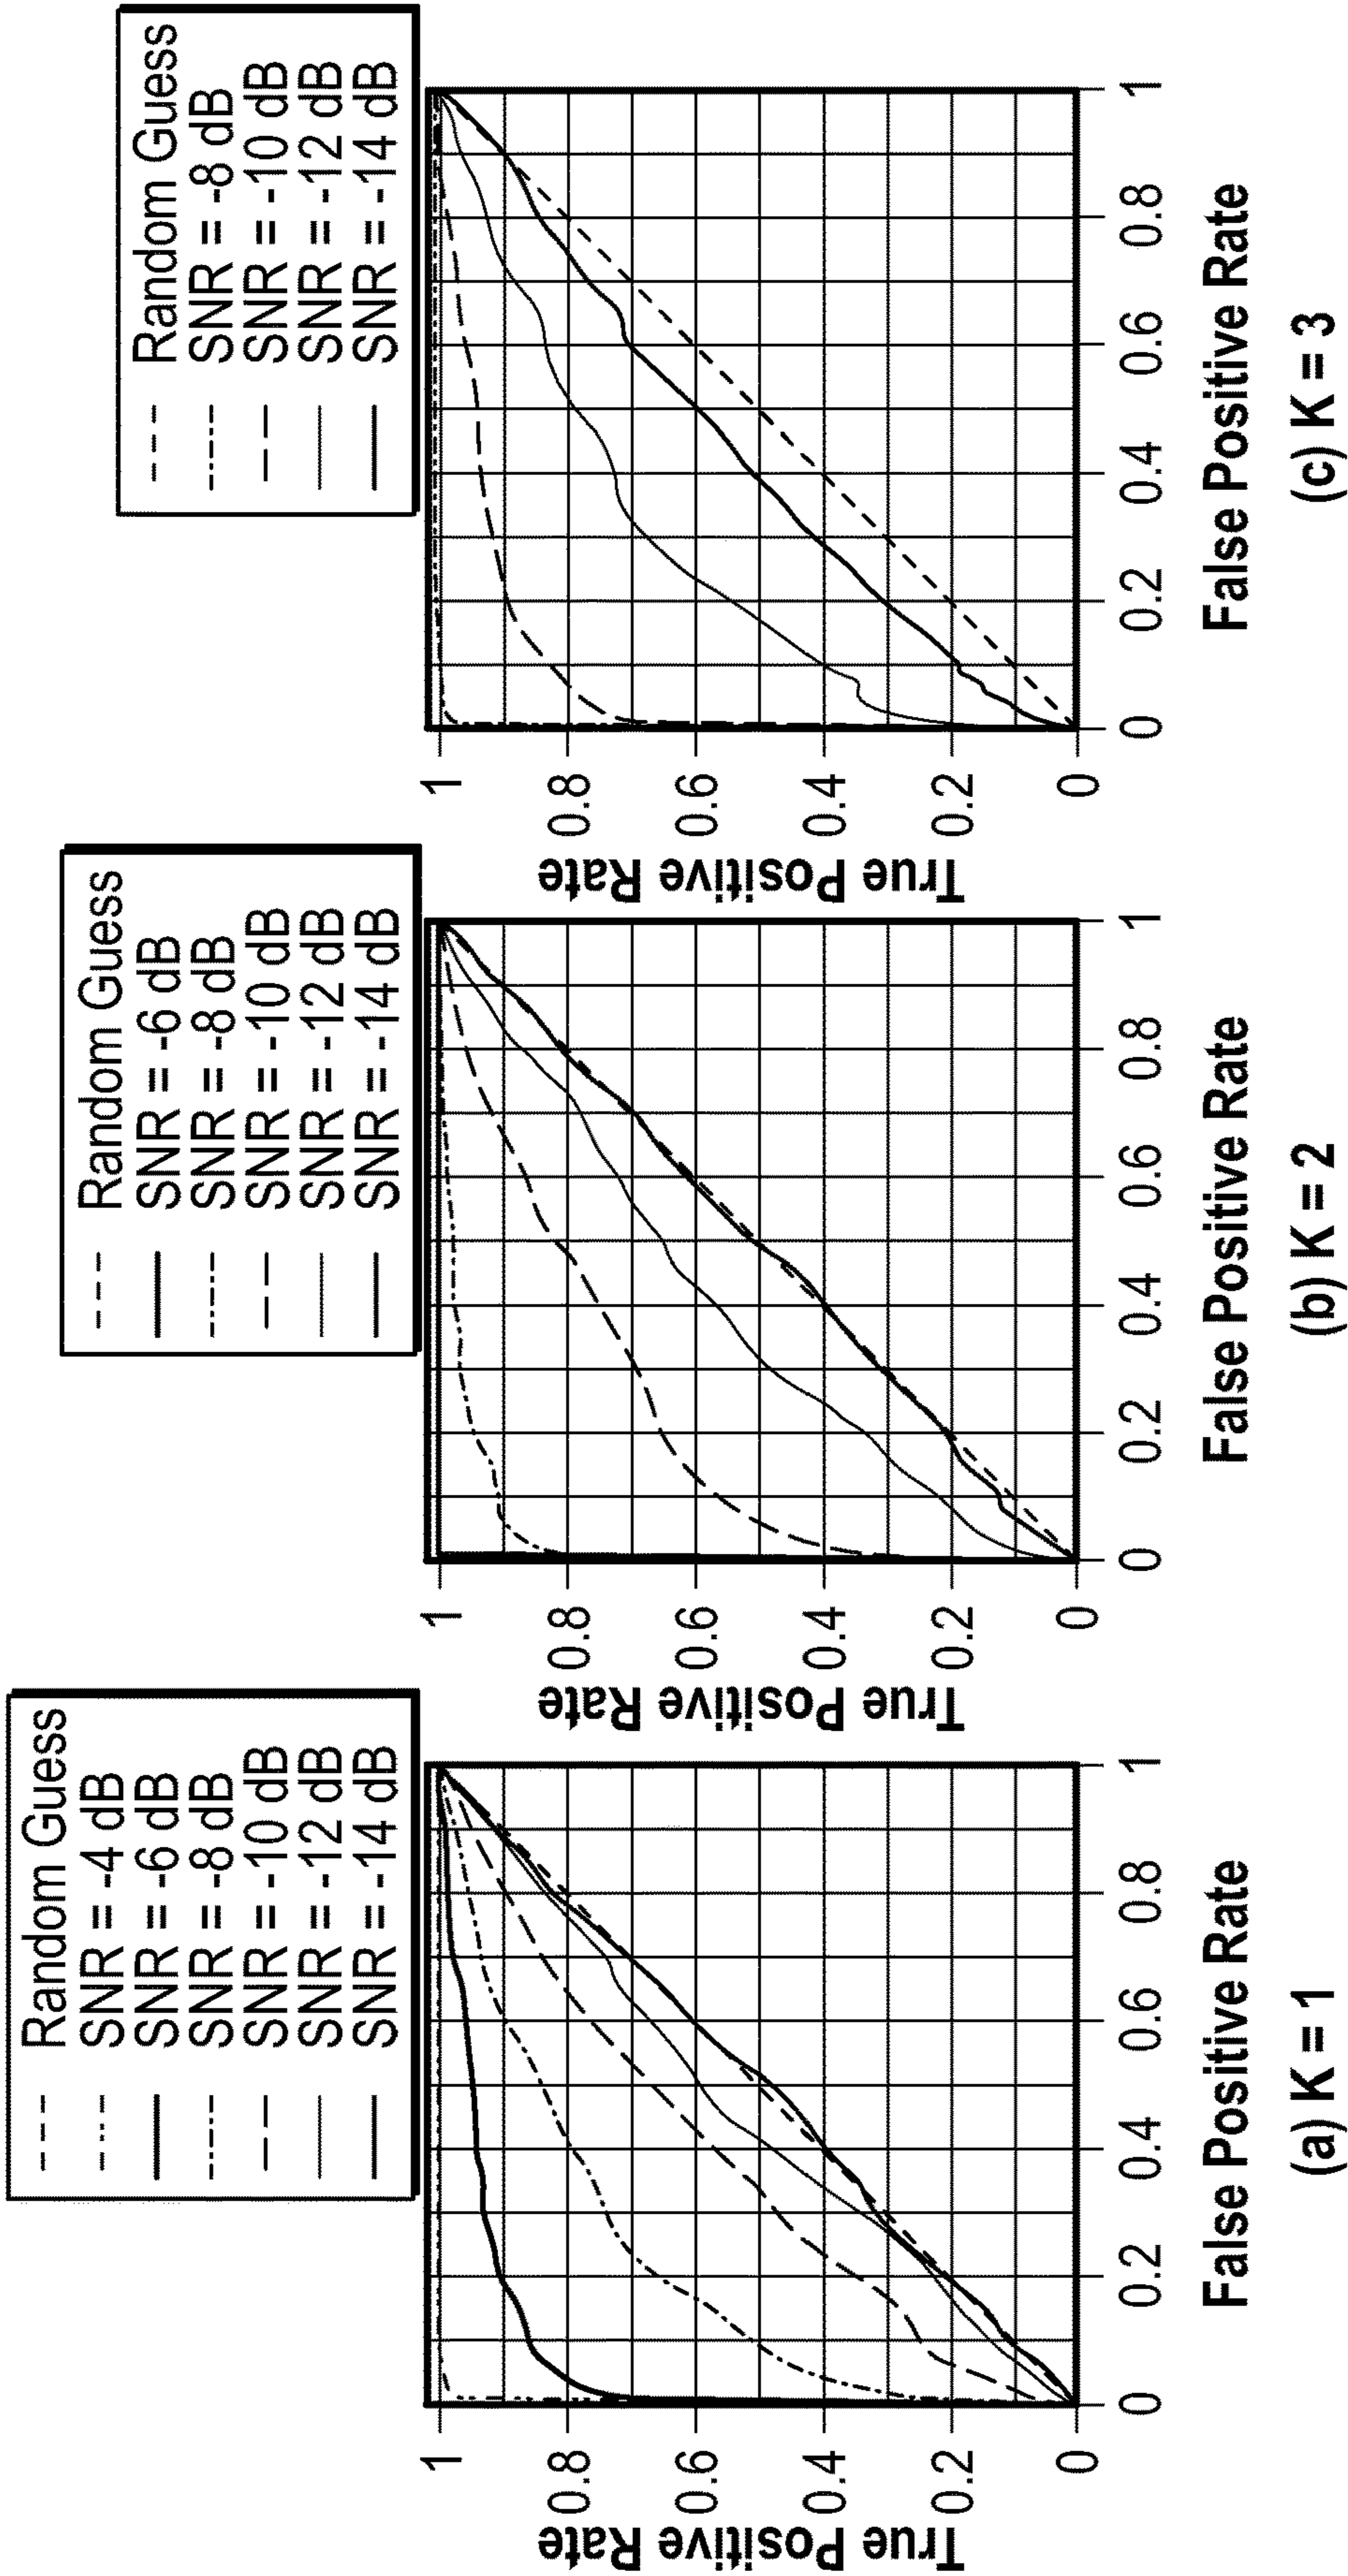 Random Guess
SNR = -4 dB
SNR = -6 dB
SNR = -8 dB
SNR = -10 dB
SNR = -12 dB
SNR = -14 dB
True Positive Rate
1
0.8
0.6
0.4
0.2
0
0
0.2
0.4
0.6
0.8
1
False Positive Rate
(a) K = 1
Random Guess
SNR = -6 dB
SNR = -8 dB
SNR = -10 dB
SNR = -12 dB
SNR = -14 dB
True Positive Rate
1
0.8
0.6
0.4
0.2
0
0
0.2
0.4
0.6
0.8
1
False Positive Rate
(b) K = 2
Random Guess
SNR = -8 dB
SNR = -10 dB
SNR = -12 dB
SNR = -14 dB
True Positive Rate
1
0.8
0.6
0.4
0.2
0
0
0.2
0.4
0.6
0.8
1
False Positive Rate
(c) K = 3